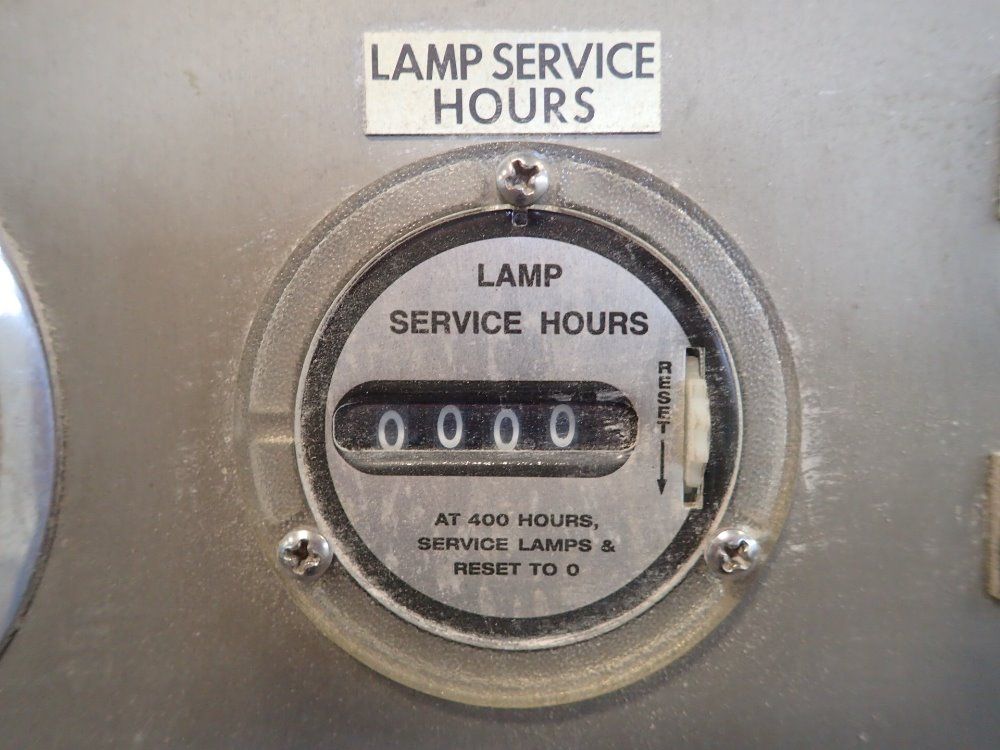 LAMP SERVICE
HOURS
LAMP
SERVICE HOURS
RESET
0000
AT 400 HOURS,
SERVICE LAMPS &
RESET TO 0